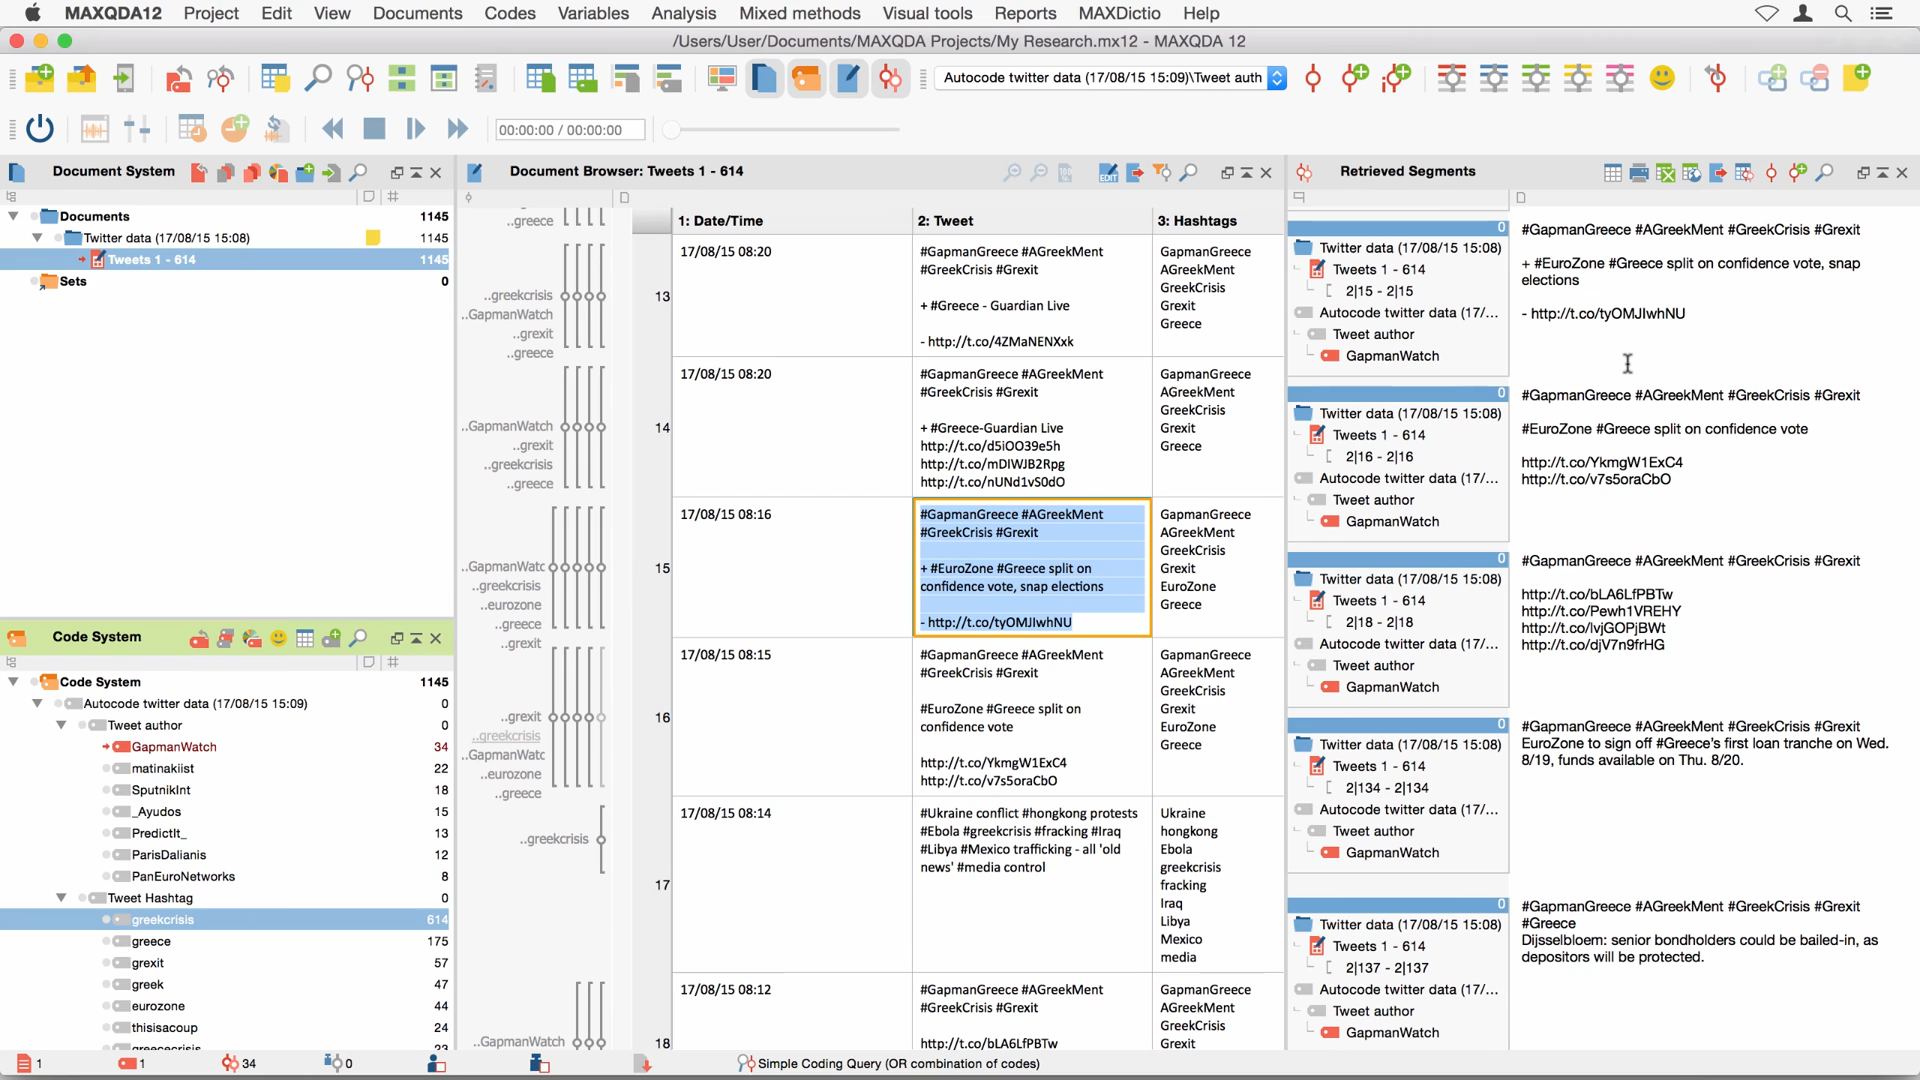 MAXQDA12 Project Edit View Documents Codes Variables Analysis Mixed methods Visual tools Reports MAXDictio Help
/Users/User/Documents/MAXQDA Projects/My Research.mx12 - MAXQDA 12
Autocode twitter data (17/08/15 15:09)\Tweet auth
00:00:00 / 00:00:00
Document System
#
Documents 1145
Twitter data (17/08/15 15:08) 1145
Tweets 1 - 614 1145
Sets 0
Code System
#
Code System 1145
Autocode twitter data (17/08/15 15:09) 0
Tweet author 0
GapmanWatch 34
matinakiist 22
SputnikInt 18
_Ayudos 15
PredictIt_ 13
ParisDalianis 12
PanEuroNetworks 8
Tweet Hashtag 0
greekcrisis 614
greece 175
grexit 57
greek 47
eurozone 44
thisisacoup 24
greececrisis 23
Document Browser: Tweets 1 - 614
EDIT
100
1: Date/Time 2: Tweet 3: Hashtags
..greece
..greekcrisis
..GapmanWatch
..grexit
..greece
13
17/08/15 08:20
#GapmanGreece #AGreekMent
#GreekCrisis #Grexit
+ #Greece - Guardian Live
- http://t.co/4ZMaNENXxk
GapmanGreece
AGreekMent
GreekCrisis
Grexit
Greece
..GapmanWatch
..grexit
..greekcrisis
..greece
14
17/08/15 08:20
#GapmanGreece #AGreekMent
#GreekCrisis #Grexit
+ #Greece-Guardian Live
http://t.co/d5iOO39e5h
http://t.co/mDIWJB2Rpg
http://t.co/nUNd1vS0dO
GapmanGreece
AGreekMent
GreekCrisis
Grexit
Greece
..GapmanWatc
..greekcrisis
..eurozone
..greece
..grexit
15
17/08/15 08:16
#GapmanGreece #AGreekMent
#GreekCrisis #Grexit
+ #EuroZone #Greece split on
confidence vote, snap elections
- http://t.co/tyOMJIwhNU
GapmanGreece
AGreekMent
GreekCrisis
Grexit
EuroZone
Greece
..grexit
..greekcrisis
..GapmanWatc
..eurozone
..greece
16
17/08/15 08:15
#GapmanGreece #AGreekMent
#GreekCrisis #Grexit
#EuroZone #Greece split on
confidence vote
http://t.co/YkmgW1ExC4
http://t.co/v7s5oraCbO
GapmanGreece
AGreekMent
GreekCrisis
Grexit
EuroZone
Greece
..greekcrisis
17
17/08/15 08:14
#Ukraine conflict #hongkong protests
#Ebola #greekcrisis #fracking #Iraq
#Libya #Mexico trafficking - all 'old
news' #media control
Ukraine
hongkong
Ebola
greekcrisis
fracking
Iraq
Libya
Mexico
media
..GapmanWatch
18
17/08/15 08:12
#GapmanGreece #AGreekMent
#GreekCrisis #Grexit
http://t.co/bLA6LfPBTw
GapmanGreece
AGreekMent
GreekCrisis
Grexit
Retrieved Segments
0
Twitter data (17/08/15 15:08)
Tweets 1 - 614
2|15 - 2|15
Autocode twitter data (17/...
Tweet author
GapmanWatch
#GapmanGreece #AGreekMent #GreekCrisis #Grexit
+ #EuroZone #Greece split on confidence vote, snap
elections
- http://t.co/tyOMJIwhNU
0
Twitter data (17/08/15 15:08)
Tweets 1 - 614
2|16 - 2|16
Autocode twitter data (17/...
Tweet author
GapmanWatch
#GapmanGreece #AGreekMent #GreekCrisis #Grexit
#EuroZone #Greece split on confidence vote
http://t.co/YkmgW1ExC4
http://t.co/v7s5oraCbO
0
Twitter data (17/08/15 15:08)
Tweets 1 - 614
2|18 - 2|18
Autocode twitter data (17/...
Tweet author
GapmanWatch
#GapmanGreece #AGreekMent #GreekCrisis #Grexit
http://t.co/bLA6LfPBTw
http://t.co/Pewh1VREHY
http://t.co/lvjGOPjBWt
http://t.co/djV7n9frHG
0
Twitter data (17/08/15 15:08)
Tweets 1 - 614
2|134 - 2|134
Autocode twitter data (17/...
Tweet author
GapmanWatch
#GapmanGreece #AGreekMent #GreekCrisis #Grexit
EuroZone to sign off #Greece's first loan tranche on Wed.
8/19, funds available on Thu. 8/20.
0
Twitter data (17/08/15 15:08)
Tweets 1 - 614
2|137 - 2|137
Autocode twitter data (17/...
Tweet author
GapmanWatch
#GapmanGreece #AGreekMent #GreekCrisis #Grexit
#Greece
Dijsselbloem: senior bondholders could be bailed-in, as
depositors will be protected.
1 1 34 0 Simple Coding Query (OR combination of codes)